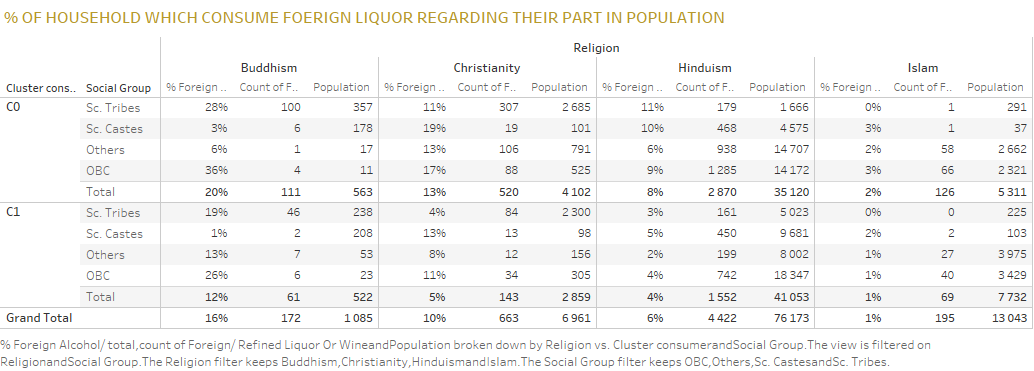 % OF HOUSEHOLD WHICH CONSUME FOERIGN LIQUOR REGARDING THEIR PART IN POPULATION
Religion
Buddhism Christianity Hinduism Islam
Cluster cons.. Social Group % Foreign .. Count of F.. Population % Foreign .. Count of F.. Population % Foreign .. Count of F.. Population % Foreign .. Count of F.. Population
C0 Sc. Tribes 28% 100 357 11% 307 2 685 11% 179 1 666 0% 1 291
Sc. Castes 3% 6 178 19% 19 101 10% 468 4 575 3% 1 37
Others 6% 1 17 13% 106 791 6% 938 14 707 2% 58 2 662
OBC 36% 4 11 17% 88 525 9% 1 285 14 172 3% 66 2 321
Total 20% 111 563 13% 520 4 102 8% 2 870 35 120 2% 126 5 311
C1 Sc. Tribes 19% 46 238 4% 84 2 300 3% 161 5 023 0% 0 225
Sc. Castes 1% 2 208 13% 13 98 5% 450 9 681 2% 2 103
Others 13% 7 53 8% 12 156 2% 199 8 002 1% 27 3 975
OBC 26% 6 23 11% 34 305 4% 742 18 347 1% 40 3 429
Total 12% 61 522 5% 143 2 859 4% 1 552 41 053 1% 69 7 732
Grand Total 16% 172 1 085 10% 663 6 961 6% 4 422 76 173 1% 195 13 043
% Foreign Alcohol/ total,count of Foreign/ Refined Liquor Or WineandPopulation broken down by Religion vs. Cluster consumerandSocial Group.The view is filtered on
ReligionandSocial Group.The Religion filter keeps Buddhism,Christianity,HinduismandIslam.The Social Group filter keeps OBC,Others,Sc. CastesandSc. Tribes.